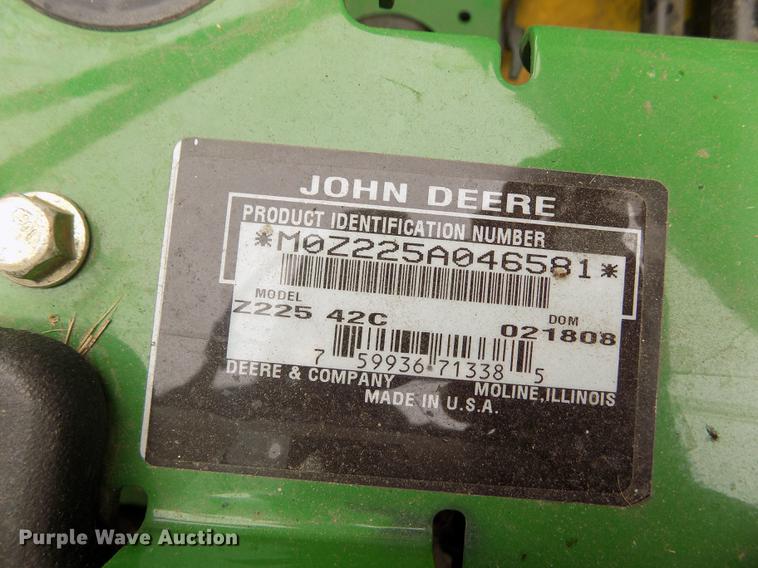 JOHN DEERE
PRODUCT IDENTIFICATION NUMBER
*M0Z225A046581*
MODEL
DOM
Z225 42C
021808
7 59936 71338 5
DEERE & COMPANY
MOLINE, ILLINOIS
MADE IN U.S.A.
Purple Wave Auction